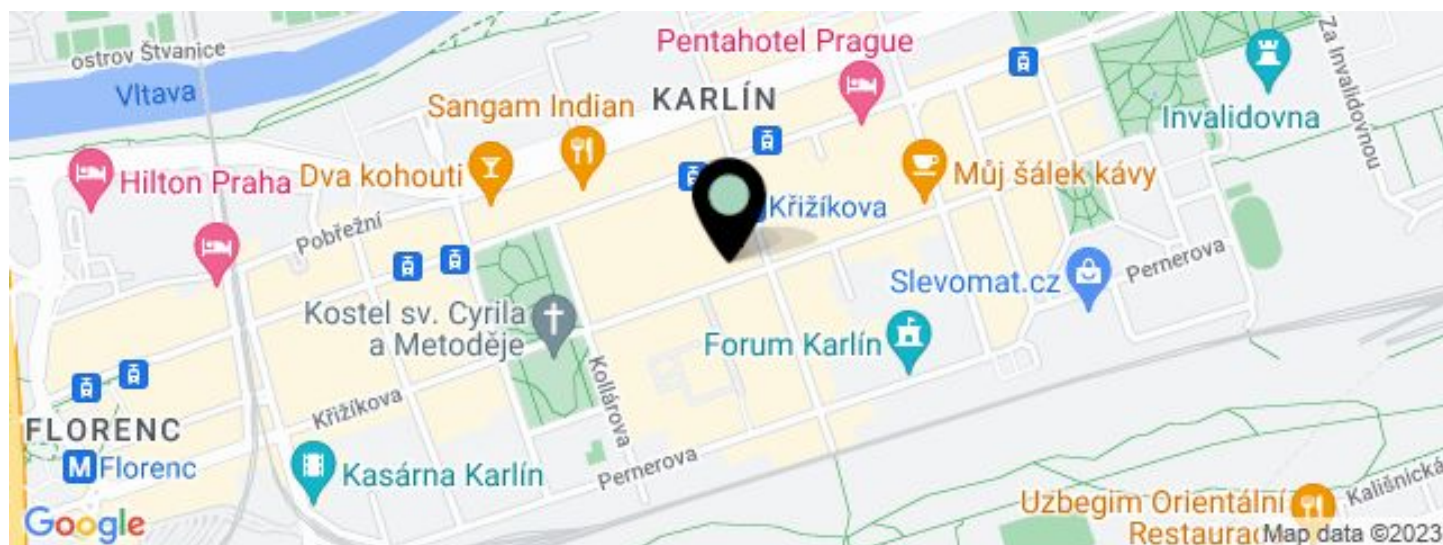 ostrov Štvanice
Vltava
Pentahotel Prague
KARLÍN
Sangam Indian
Za Invalidovnou
Invalidovna
Hilton Praha
Dva kohouti
Můj šálek kávy
Křižíkova
Pobřežní
Slevomat.cz
Pernerova
Kostel sv. Cyrila
a Metoděje
Forum Karlín
Kollárova
Křižíkova
FLORENC
M Florenc
Kasárna Karlín
Pernerova
Kališnická
Uzbegim Orientální
Restaurac
Google
Map data ©2023